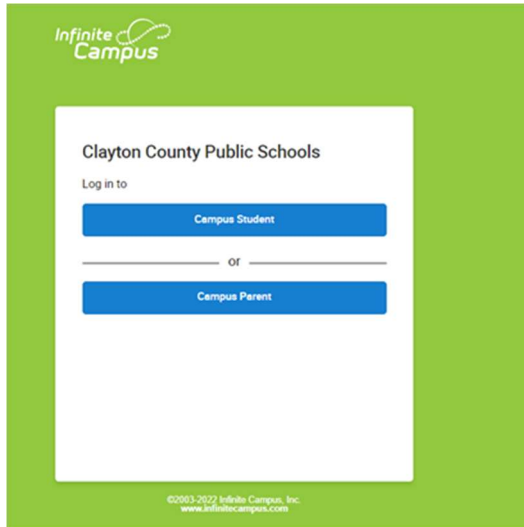 Infinite
Campus
Clayton County Public Schools
Log in to
Campus Student
or
Campus Parent
©2003-2022 Infinite Campus, Inc.
www.infinitecampus.com